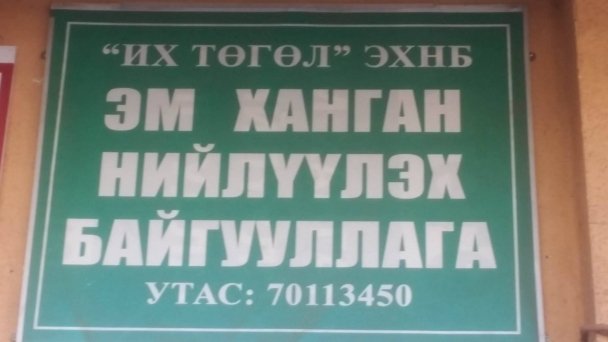 "ИХ ТӨГӨЛ" ЭХНБ
ЭМ ХАНГАН
НИЙЛҮҮЛЭХ
БАЙГУУЛЛАГА
УТАС: 70113450